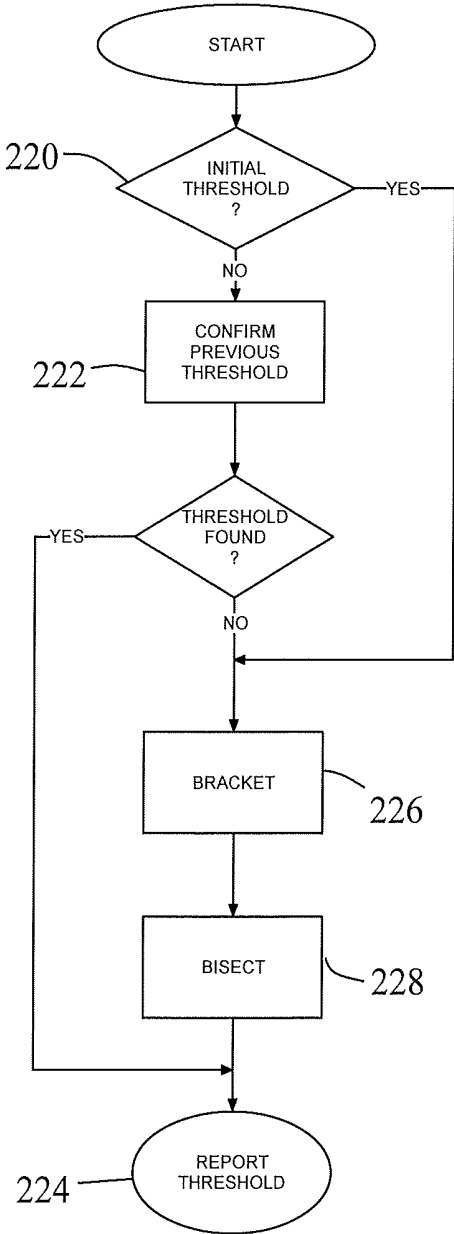 START
220
INITIAL
THRESHOLD
?
YES
NO
CONFIRM
PREVIOUS
THRESHOLD
222
THRESHOLD
FOUND
?
YES
NO
BRACKET
226
BISECT
228
REPORT
THRESHOLD
224